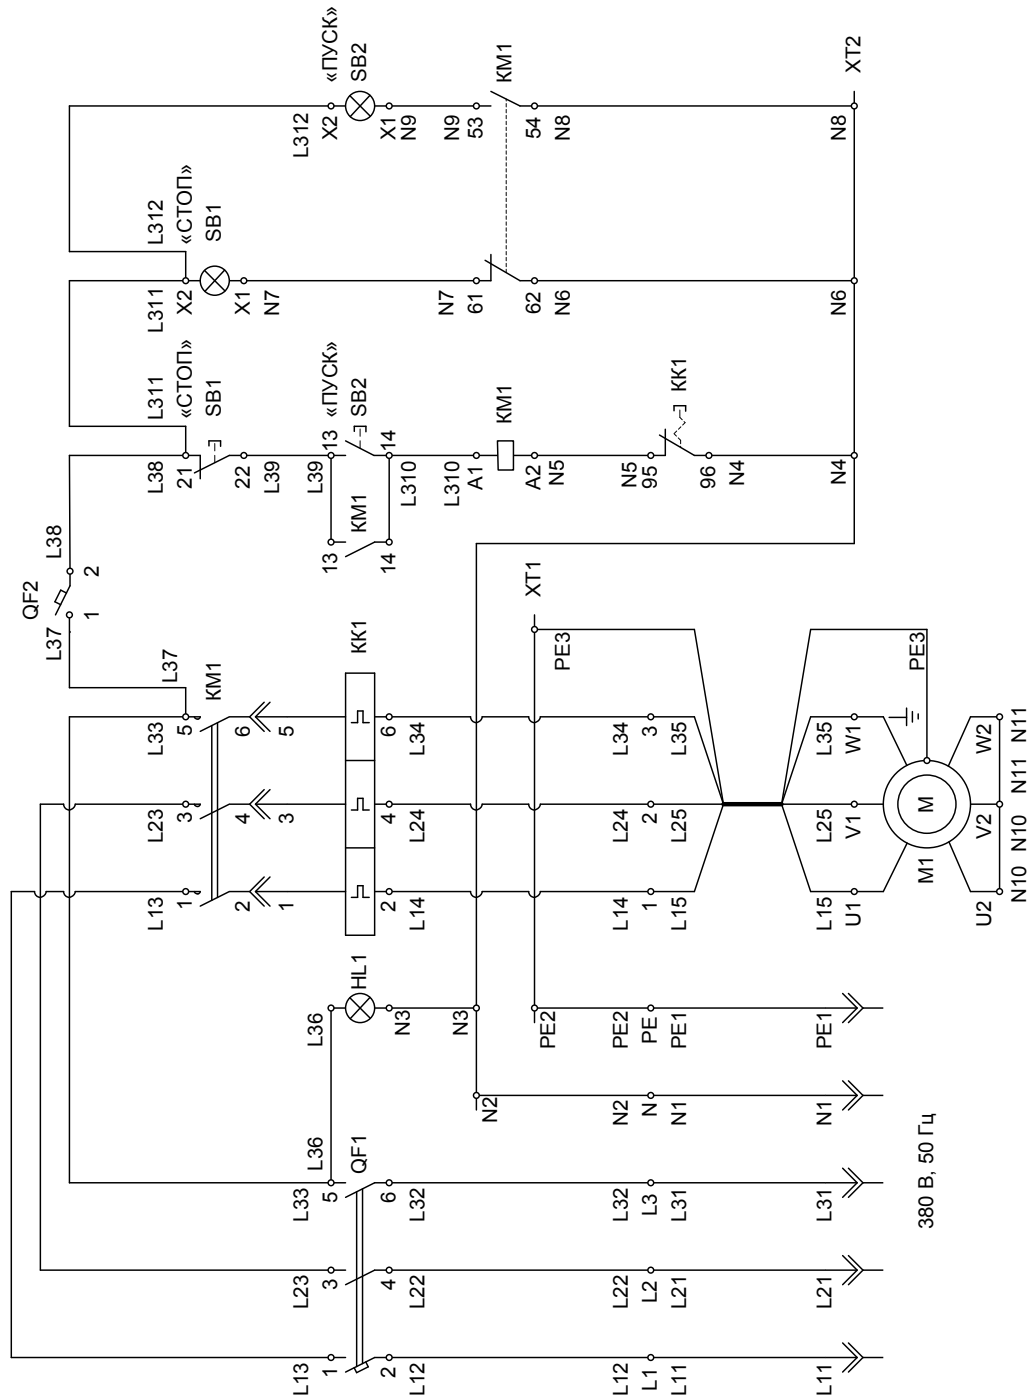 QF2
L37
L38
1
2
L13
L23
L33
L37
L38
L311
L311
L312
1
3
5
21
«СТОП»
X2
«СТОП»
КМ1
SB1
SB1
2
4
6
22
X1
L39
N7
1
3
5
L13
L23
L33
L36
L36
L39
L312
1
3
5
13
13
«ПУСК»
X2
«ПУСК»
QF1
HL1
КК1
КМ1
SB2
SB2
2
4
6
2
4
6
14
14
X1
L12
L22
L32
N3
L14
L24
L34
L310
N9
N3
L310
N7
N9
A1
61
53
N2
КМ1
КМ1
XT1
A2
62
54
PE2
PE3
N5
N6
N8
L12
L22
L32
N2
PE2
L14
L24
L34
N5
L1
L2
L3
N
PE
1
2
3
95
L11
L21
L31
N1
PE1
L15
L25
L35
КК1
96
N4
L11
L21
L31
N1
PE1
L15
L25
L35
N4
N6
N8
U1
V1
W1
XT2
M1
M
PE3
380 В, 50 Гц
U2
V2
W2
N10
N10
N11
N11